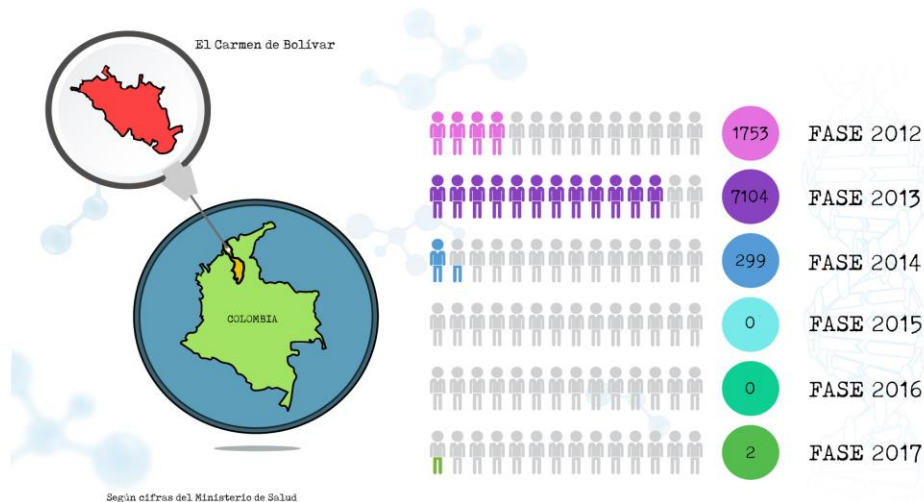 El Carmen de Bolívar
COLOMBIA
Según cifras del Ministerio de Salud
1753 FASE 2012
7104 FASE 2013
299 FASE 2014
0 FASE 2015
0 FASE 2016
2 FASE 2017